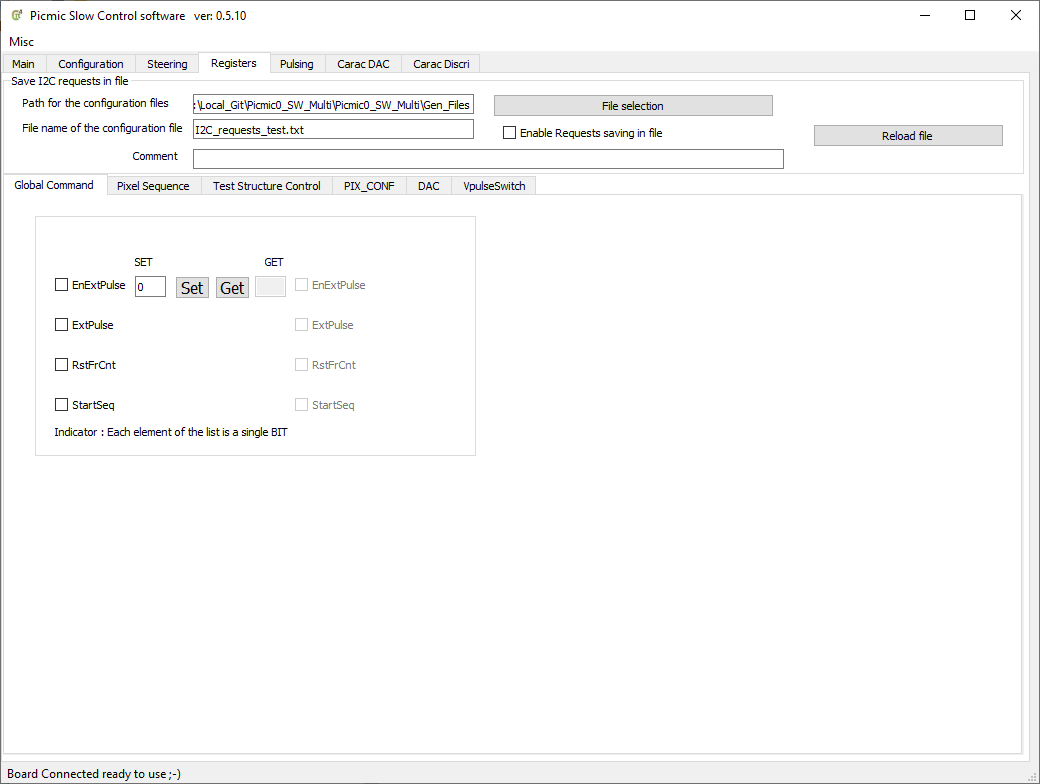 Picmic Slow Control software ver: 0.5.10
Misc
Main Configuration Steering Registers Pulsing Carac DAC Carac Discri
Save I2C requests in file
Path for the configuration files :\Local_Git\Picmic0_SW_Multi\Picmic0_SW_Multi\Gen_Files File selection
File name of the configuration file I2C_requests_test.txt Enable Requests saving in file Reload file
Comment
Global Command Pixel Sequence Test Structure Control PIX_CONF DAC VpulseSwitch
SET GET
EnExtPulse 0 Set Get EnExtPulse
ExtPulse ExtPulse
RstFrCnt RstFrCnt
StartSeq StartSeq
Indicator : Each element of the list is a single BIT
Board Connected ready to use ;-)